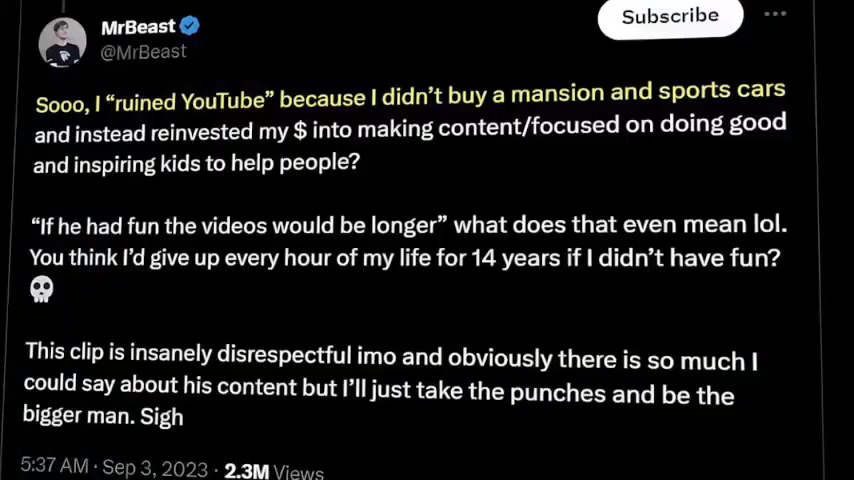 MrBeast
@MrBeast
Subscribe
Sooo, I “ruined YouTube” because I didn’t buy a mansion and sports cars
and instead reinvested my $ into making content/focused on doing good
and inspiring kids to help people?
“If he had fun the videos would be longer” what does that even mean lol.
You think I’d give up every hour of my life for 14 years if I didn’t have fun?
💀
This clip is insanely disrespectful imo and obviously there is so much I
could say about his content but I’ll just take the punches and be the
bigger man. Sigh
5:37 AM · Sep 3, 2023 · 2.3M Views